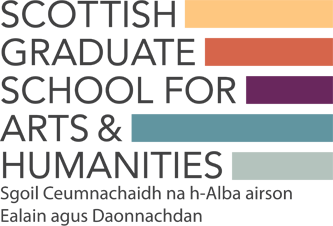 SCOTTISH
GRADUATE
SCHOOL FOR
ARTS &
HUMANITIES
Sgoil Ceumnachaidh na h-Alba airson
Ealain agus Daonnachdan